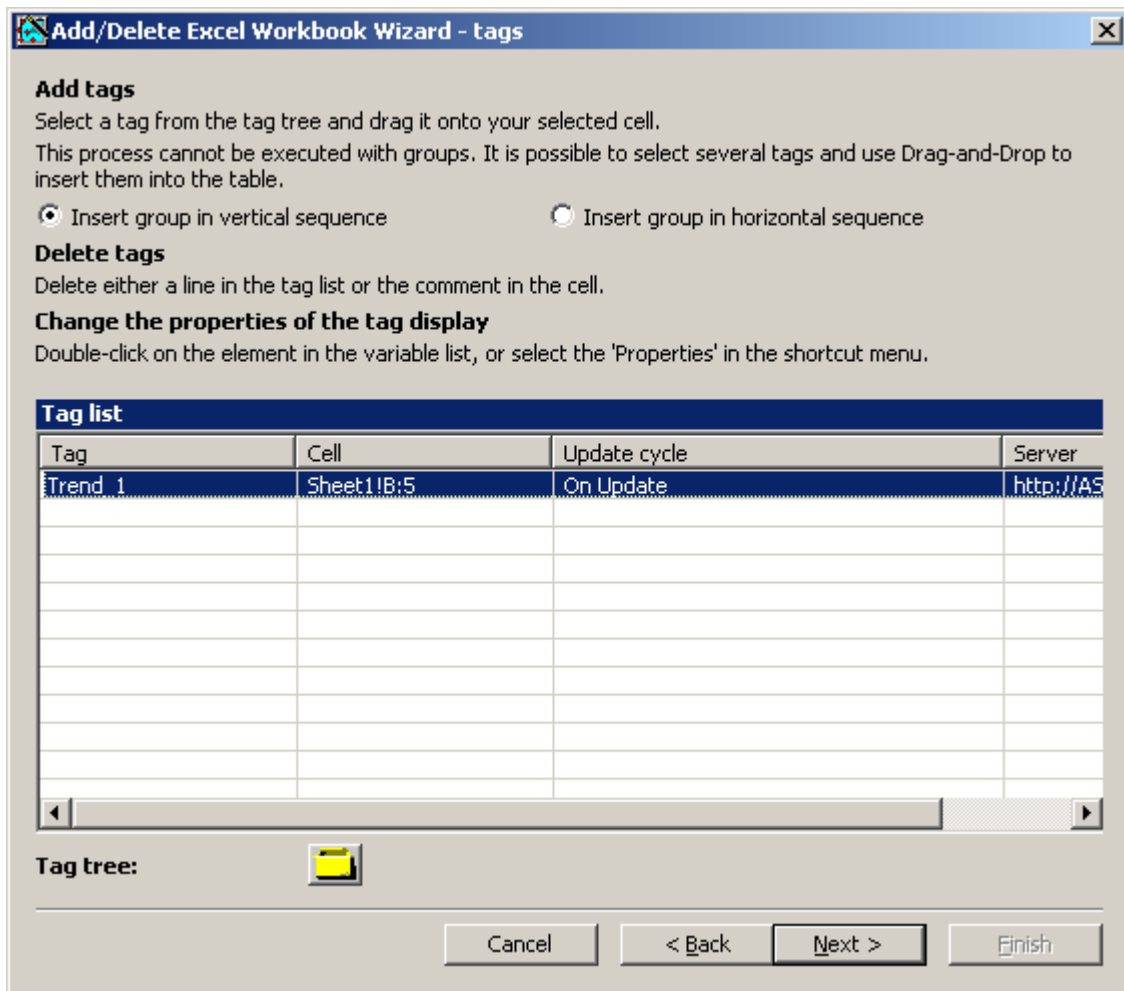 Add/Delete Excel Workbook Wizard - tags
Add tags
Select a tag from the tag tree and drag it onto your selected cell.
This process cannot be executed with groups. It is possible to select several tags and use Drag-and-Drop to
insert them into the table.
Insert group in vertical sequence Insert group in horizontal sequence
Delete tags
Delete either a line in the tag list or the comment in the cell.
Change the properties of the tag display
Double-click on the element in the variable list, or select the 'Properties' in the shortcut menu.
Tag list
Tag Cell Update cycle Server
Trend_1 Sheet1!B:5 On Update http://AS
Tag tree:
Cancel < Back Next > Finish